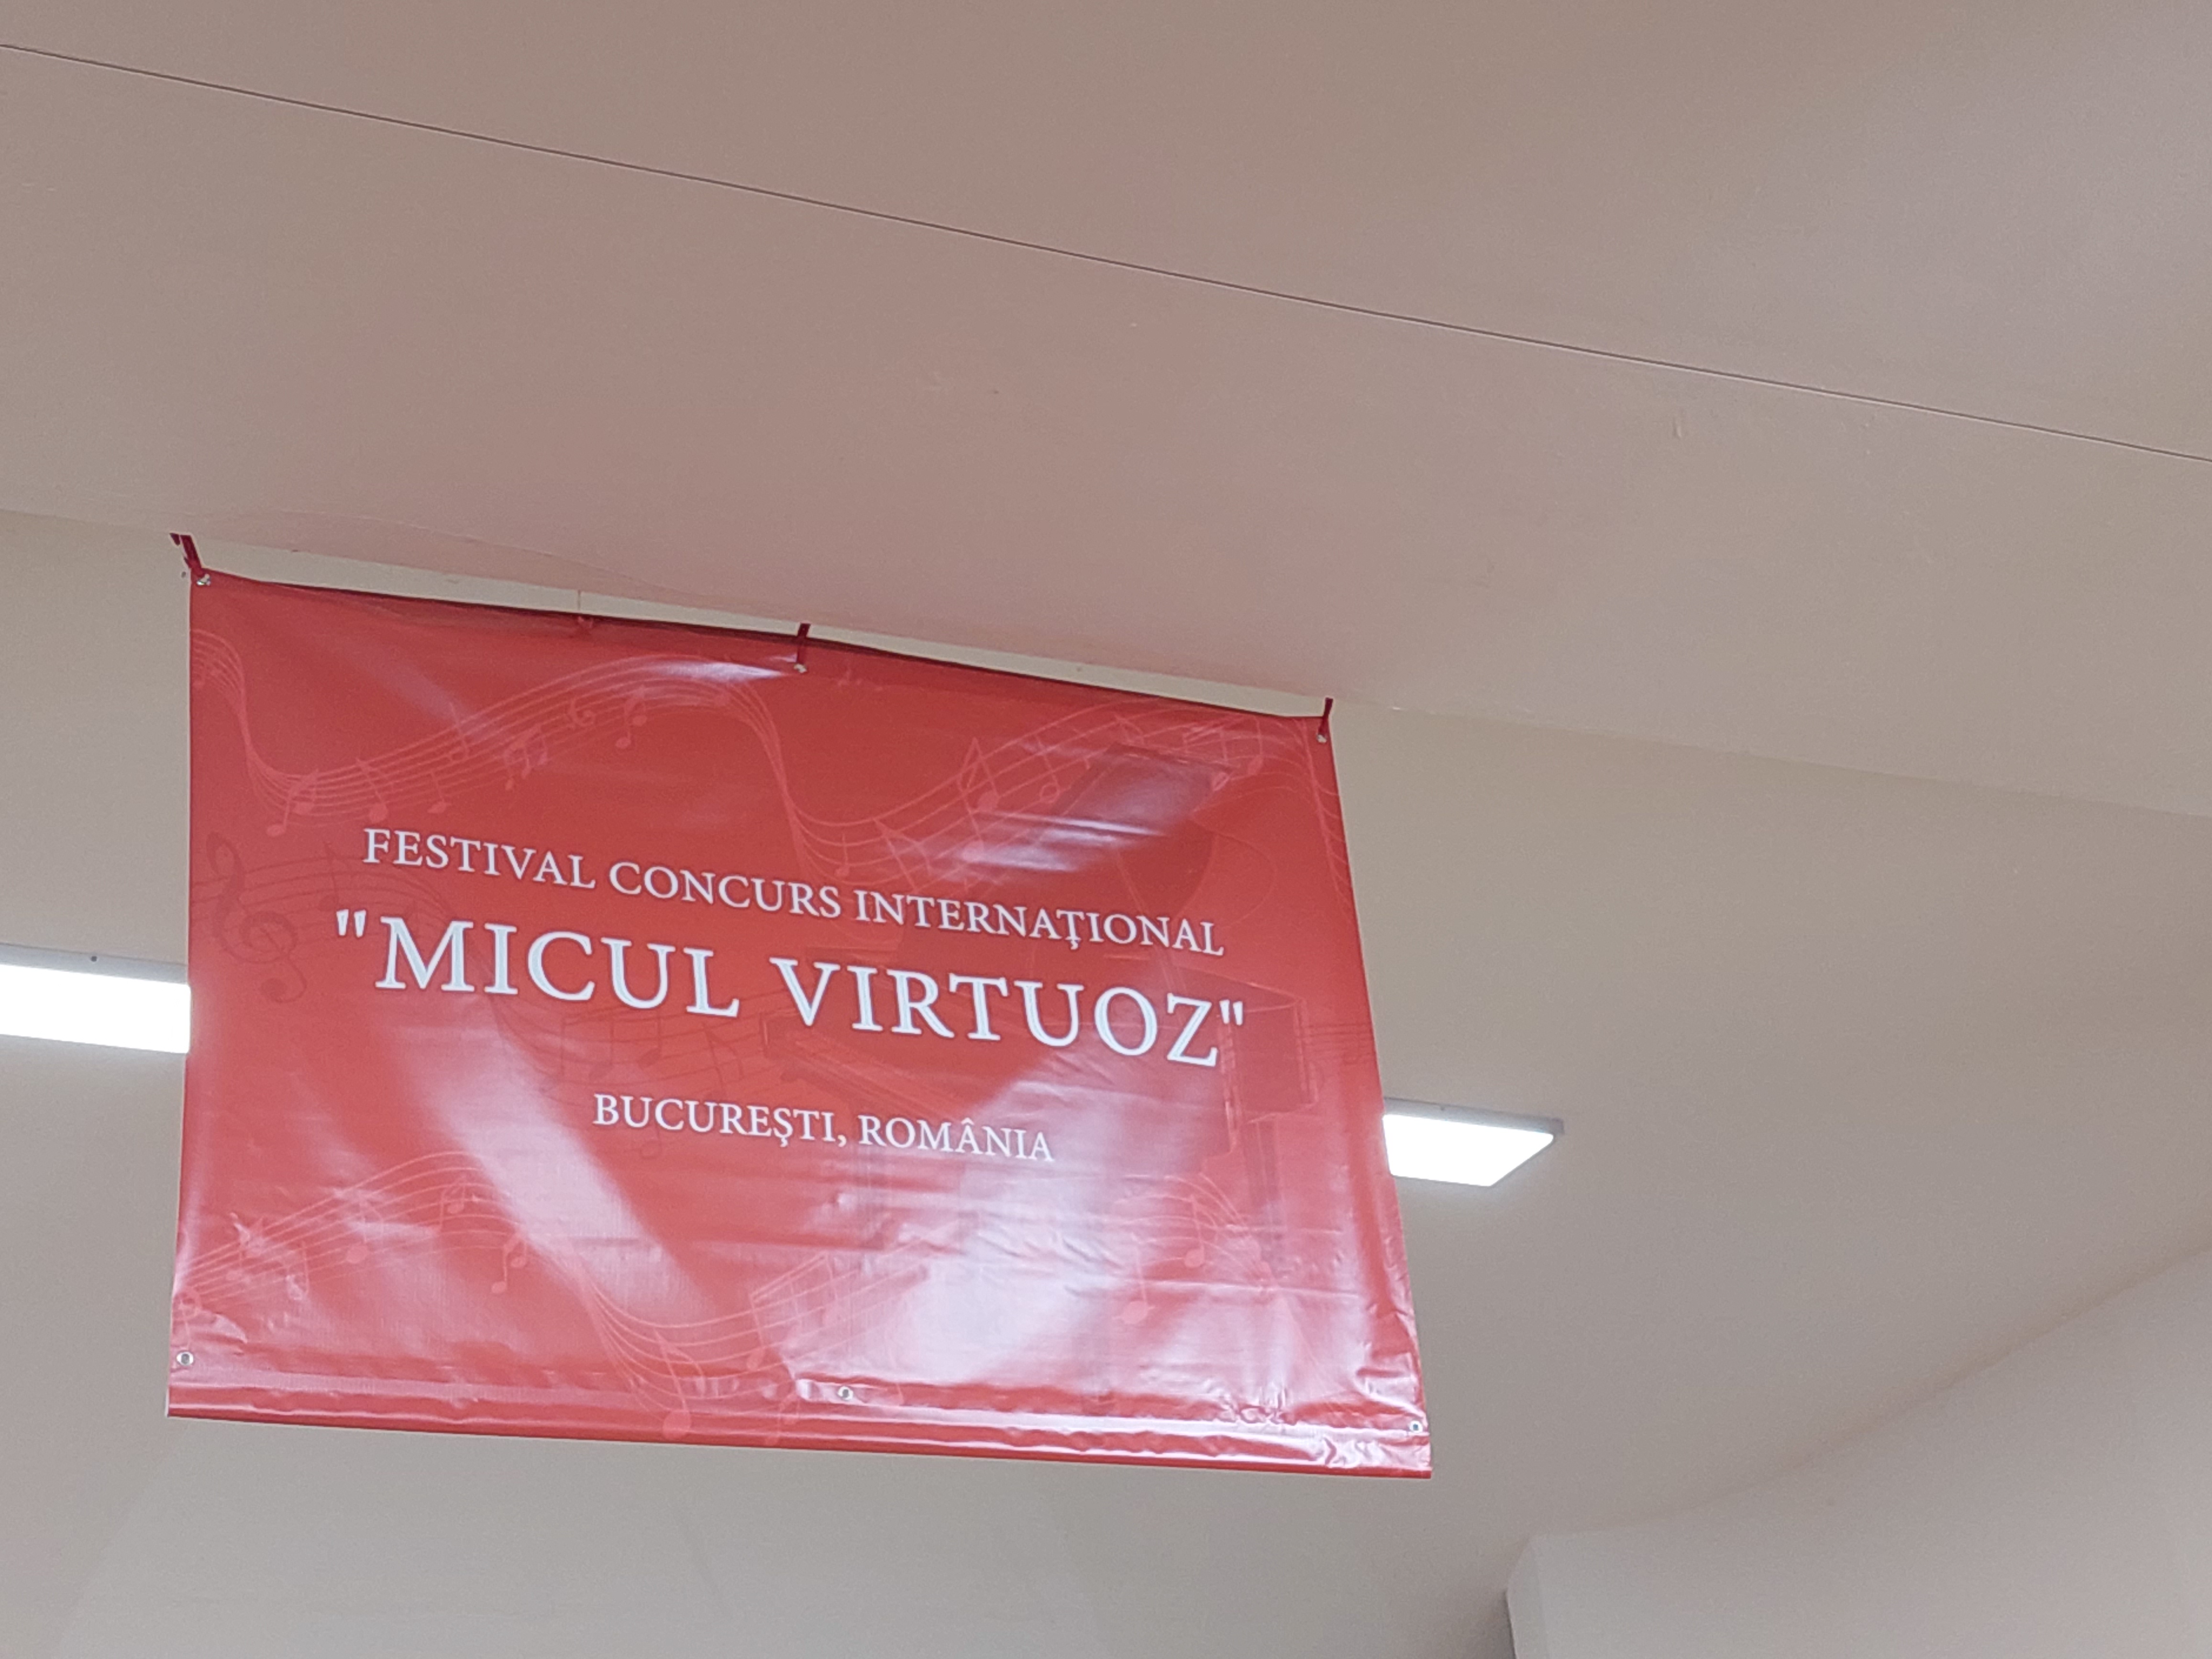 FESTIVAL CONCURS INTERNAŢIONAL
"MICUL VIRTUOZ"
BUCUREŞTI, ROMÂNIA